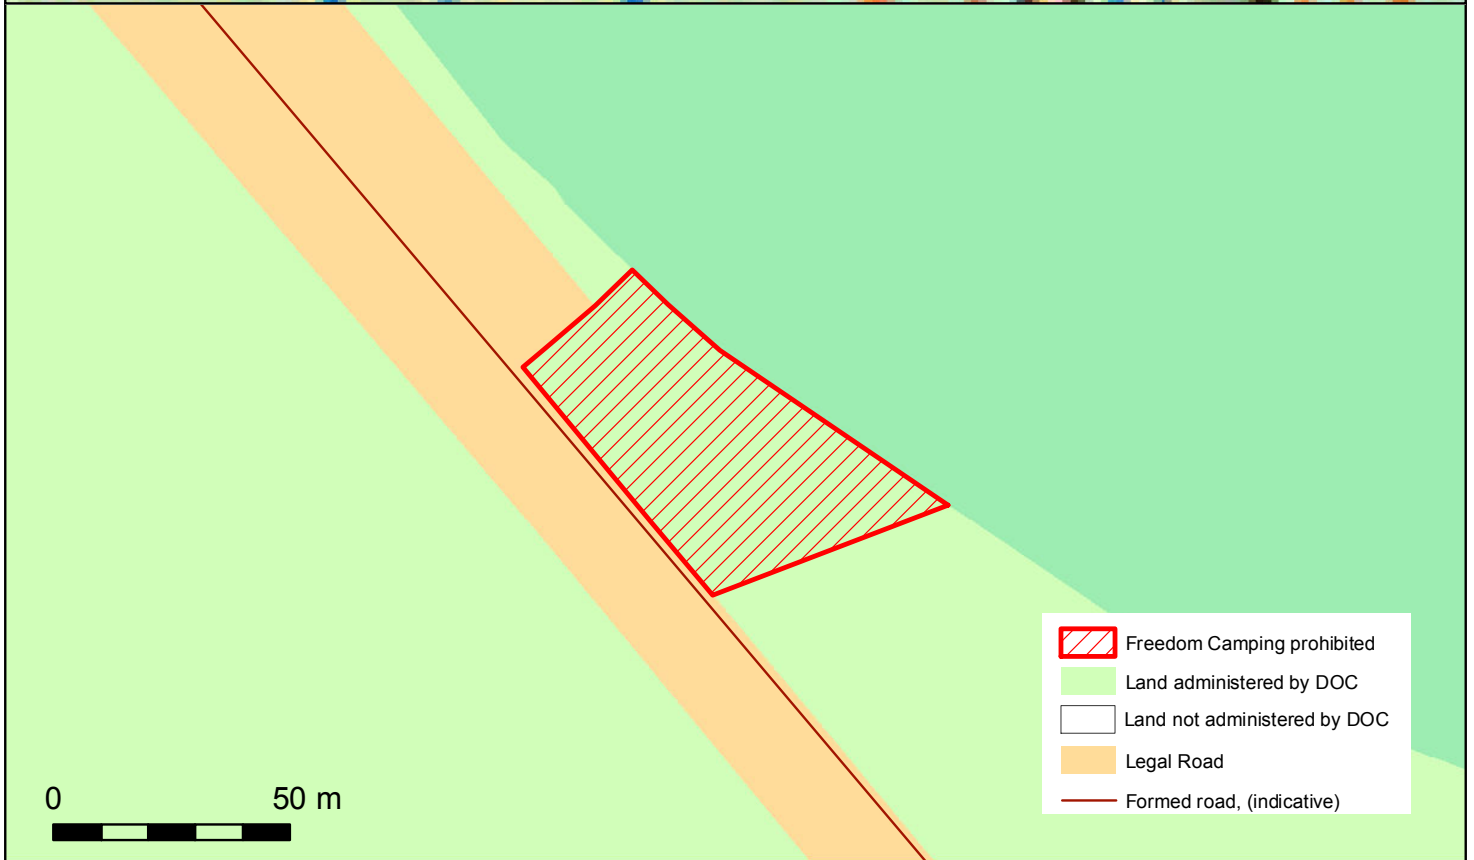 Freedom Camping prohibited
Land administered by DOC
Land not administered by DOC
Legal Road
Formed road, (indicative)
0 50 m